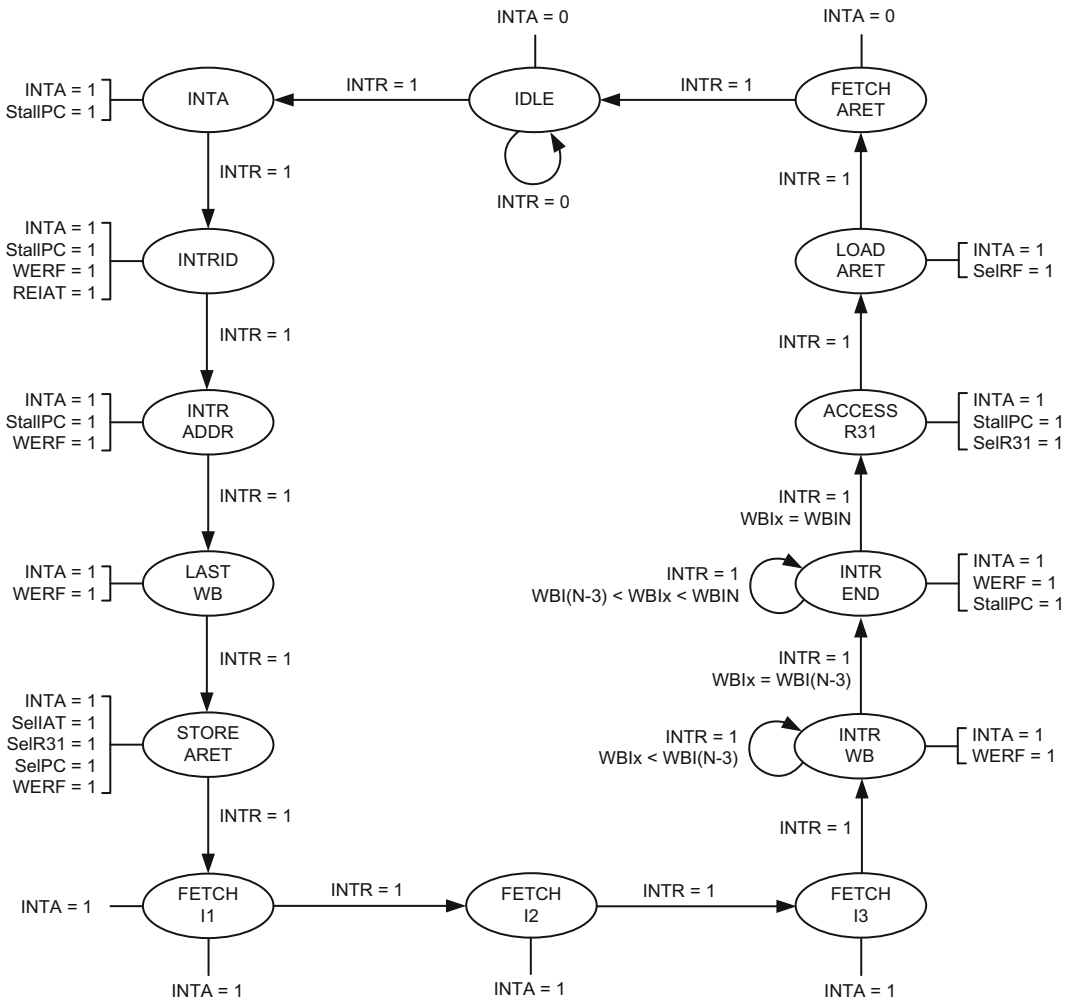 INTA = 0
INTA = 0
INTA = 1
StallPC = 1
INTA
INTR = 1
IDLE
INTR = 1
FETCH
ARET
INTR = 0
INTR = 1
INTR = 1
INTA = 1
StallPC = 1
WERF = 1
REIAT = 1
INTRID
LOAD
ARET
INTA = 1
SelRF = 1
INTR = 1
INTR = 1
INTA = 1
StallPC = 1
WERF = 1
INTR
ADDR
ACCESS
R31
INTA = 1
StallPC = 1
SelR31 = 1
INTR = 1
INTR = 1
WBIx = WBIN
INTA = 1
WERF = 1
LAST
WB
INTR = 1
WBI(N-3) < WBIx < WBIN
INTR
END
INTA = 1
WERF = 1
StallPC = 1
INTR = 1
INTR = 1
WBIx = WBI(N-3)
INTA = 1
SelIAT = 1
SelR31 = 1
SelPC = 1
WERF = 1
STORE
ARET
INTR = 1
WBIx < WBI(N-3)
INTR
WB
INTA = 1
WERF = 1
INTR = 1
INTR = 1
INTA = 1
FETCH
I1
INTR = 1
FETCH
I2
INTR = 1
FETCH
I3
INTA = 1
INTA = 1
INTA = 1